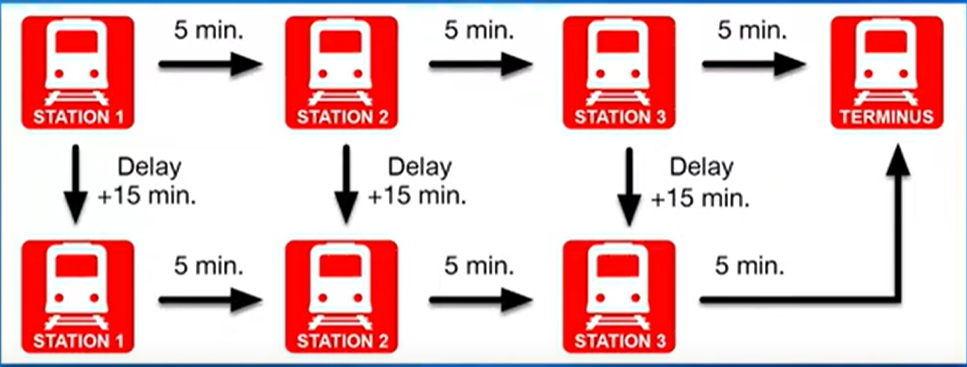 5 min.
5 min.
5 min.
STATION 1
STATION 2
STATION 3
TERMINUS
Delay
+15 min.
Delay
+15 min.
Delay
+15 min.
5 min.
5 min.
5 min.
STATION 1
STATION 2
STATION 3